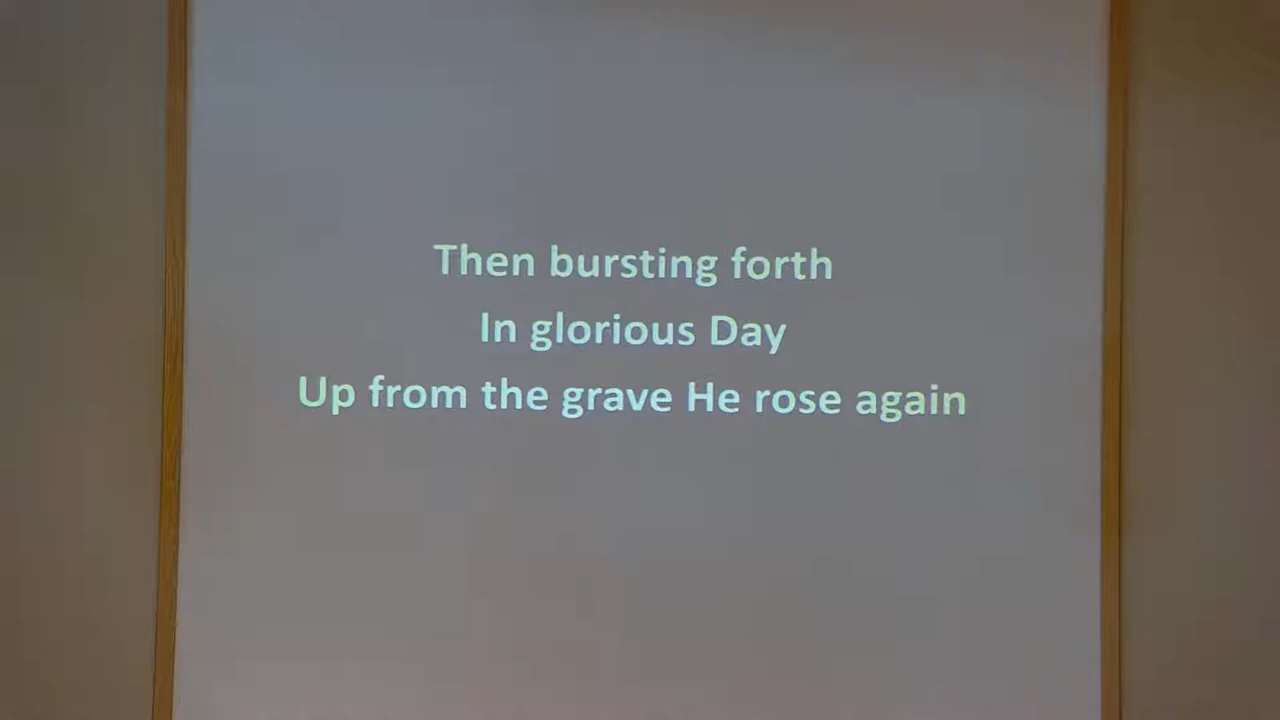 Then bursting forth
In glorious Day
Up from the grave He rose again